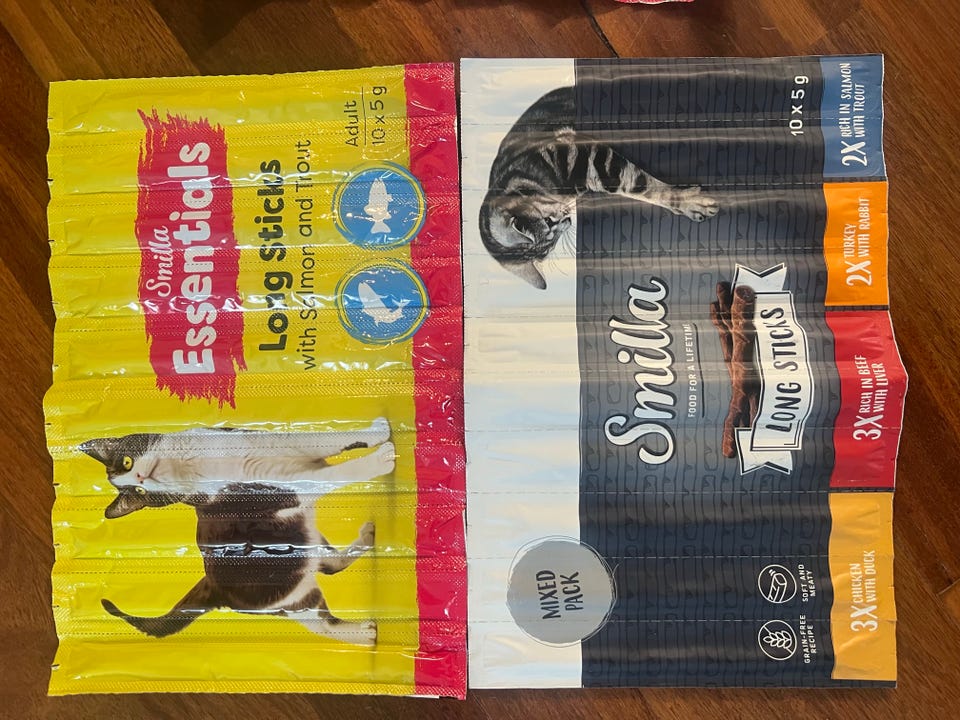 Smilla
Essentials
Long Sticks
with Salmon and Trout
Adult
10 x 5 g
MIXED
PACK
Smilla
FOOD FOR A LIFETIME
LONG STICKS
10 x 5 g
GRAIN-FREE
RECIPE
SOFT AND
MEATY
3X CHICKEN
WITH DUCK
3X RICH IN BEEF
WITH LIVER
2X TURKEY
WITH RABBIT
2X RICH IN SALMON
WITH TROUT